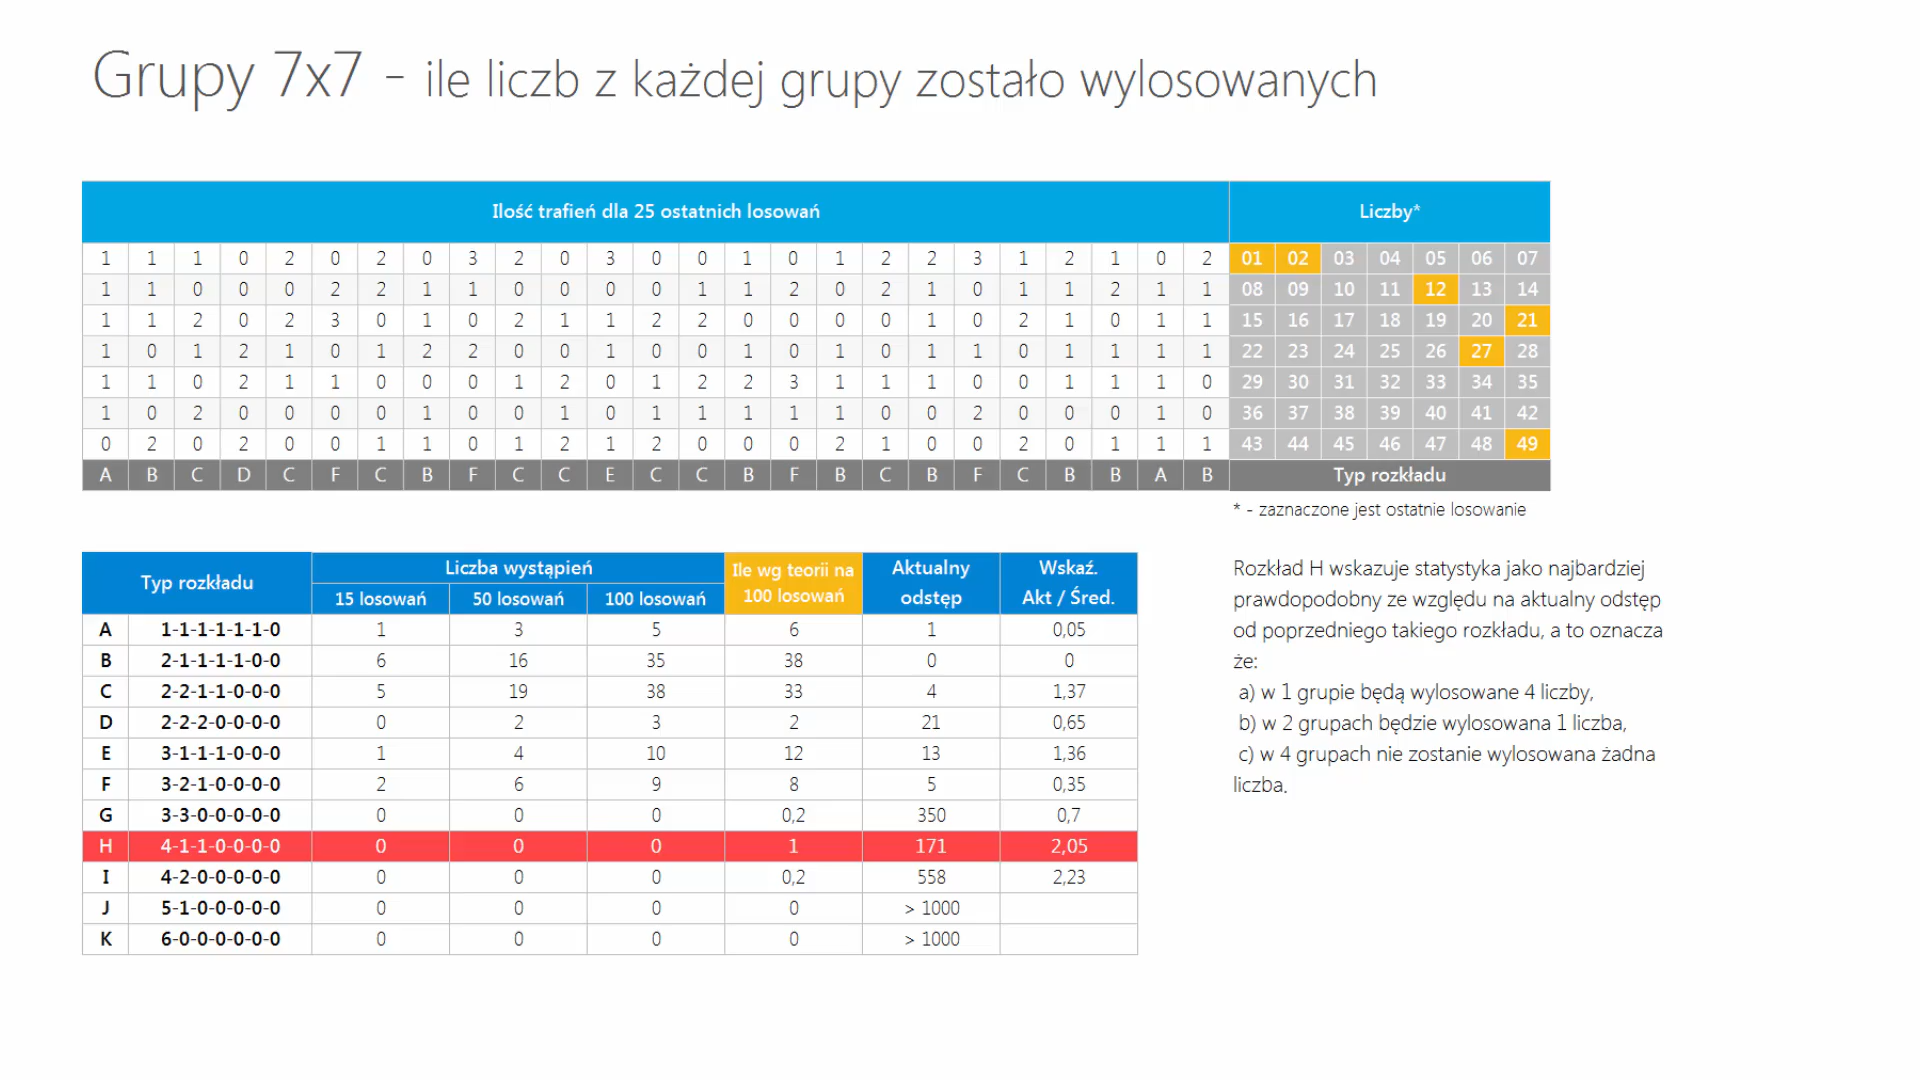 Grupy 7x7 - ile liczb z każdej grupy zostało wylosowanych
Ilość trafień dla 25 ostatnich losowań Liczby*
1 1 1 0 2 0 2 0 3 2 0 3 0 0 1 0 1 2 2 3 1 2 1 0 2 01 02 03 04 05 06 07
1 1 0 0 0 2 2 1 1 0 0 0 0 1 1 2 0 2 1 0 1 1 2 1 1 08 09 10 11 12 13 14
1 1 2 0 2 3 0 1 0 2 1 1 2 2 0 0 0 0 1 0 2 1 0 1 1 15 16 17 18 19 20 21
1 0 1 2 1 0 1 2 2 0 0 1 0 0 1 0 1 0 1 1 0 1 1 1 1 22 23 24 25 26 27 28
1 1 0 2 1 1 0 0 0 1 2 0 1 2 2 3 1 1 1 0 0 1 1 1 0 29 30 31 32 33 34 35
1 0 2 0 0 0 0 1 0 0 1 0 1 1 1 1 1 0 0 2 0 0 0 1 0 36 37 38 39 40 41 42
0 2 0 2 0 0 1 1 0 1 2 1 2 0 0 0 2 1 0 0 2 0 1 1 1 43 44 45 46 47 48 49
A B C D C F C B F C C E C C B F B C B F C B B A B Typ rozkładu
* - zaznaczone jest ostatnie losowanie
Typ rozkładu Liczba wystąpień Ile wg teorii na 100 losowań Aktualny odstęp Wskaź. Akt / Śred.
15 losowań 50 losowań 100 losowań
A 1-1-1-1-1-1-0 1 3 5 6 1 0,05
B 2-1-1-1-1-0-0 6 16 35 38 0 0
C 2-2-1-1-0-0-0 5 19 38 33 4 1,37
D 2-2-2-0-0-0-0 0 2 3 2 21 0,65
E 3-1-1-1-0-0-0 1 4 10 12 13 1,36
F 3-2-1-0-0-0-0 2 6 9 8 5 0,35
G 3-3-0-0-0-0-0 0 0 0 0,2 350 0,7
H 4-1-1-0-0-0-0 0 0 0 1 171 2,05
I 4-2-0-0-0-0-0 0 0 0 0,2 558 2,23
J 5-1-0-0-0-0-0 0 0 0 0 > 1000
K 6-0-0-0-0-0-0 0 0 0 0 > 1000
Rozkład H wskazuje statystyka jako najbardziej
prawdopodobny ze względu na aktualny odstęp
od poprzedniego takiego rozkładu, a to oznacza
że:
a) w 1 grupie będą wylosowane 4 liczby,
b) w 2 grupach będzie wylosowana 1 liczba,
c) w 4 grupach nie zostanie wylosowana żadna
liczba.